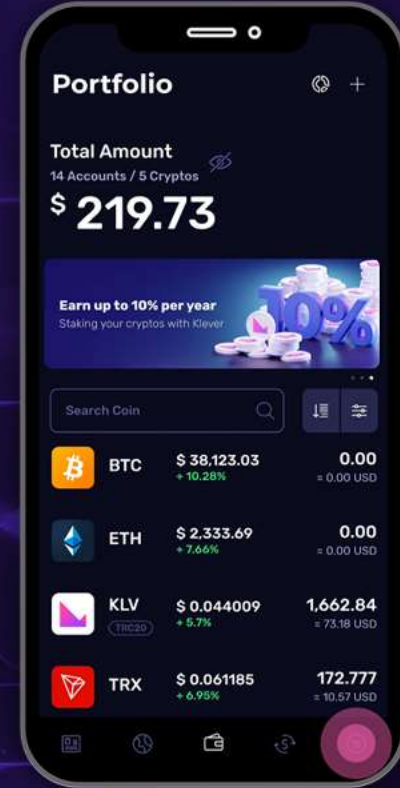 Portfolio
Total Amount
14 Accounts / 5 Cryptos
$ 219.73
Earn up to 10% per year
Staking your cryptos with Klever
10%
Search Coin
BTC $ 38,123.03 0.00
+ 10.28% = 0.00 USD
ETH $ 2,333.69 0.00
+ 7.66% = 0.00 USD
KLV $ 0.044009 1,662.84
TRC20 + 5.7% = 73.18 USD
TRX $ 0.061185 172.777
+ 6.95% = 10.57 USD